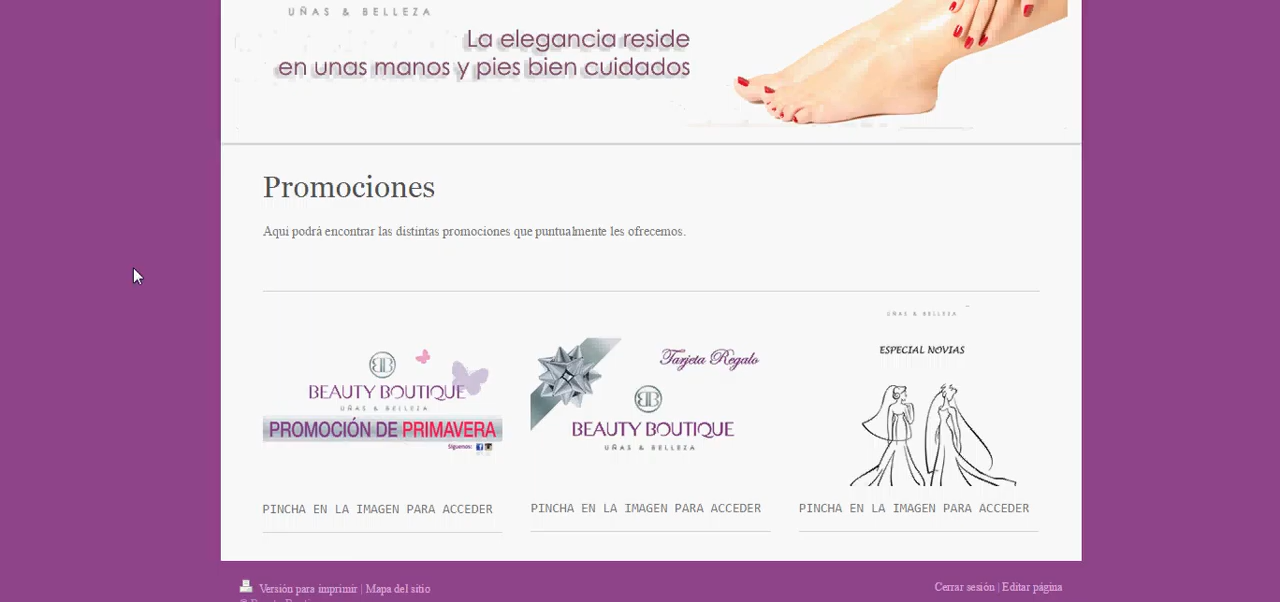 UÑAS & BELLEZA
La elegancia reside
en unas manos y pies bien cuidados
Promociones
Aqui podrá encontrar las distintas promociones que puntualmente les ofrecemos.
BEAUTY BOUTIQUE
UÑAS & BELLEZA
PROMOCIÓN DE PRIMAVERA
Síguenos:
PINCHA EN LA IMAGEN PARA ACCEDER
Tarjeta Regalo
BEAUTY BOUTIQUE
UÑAS & BELLEZA
PINCHA EN LA IMAGEN PARA ACCEDER
UÑAS & BELLEZA
ESPECIAL NOVIAS
PINCHA EN LA IMAGEN PARA ACCEDER
Versión para imprimir | Mapa del sitio
Cerrar sesión | Editar página